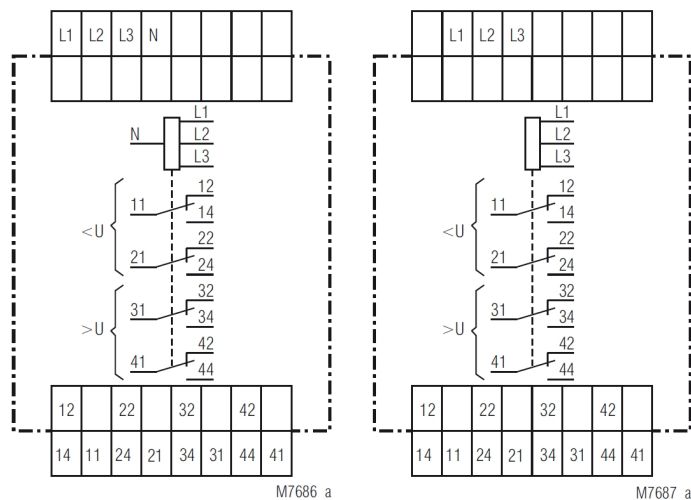 L1 L2 L3 N
L1
N L2
L3
12
11 14
<U
22
21 24
32
31 34
>U
42
41 44
12 22 32 42
14 11 24 21 34 31 44 41
M7686 a
L1 L2 L3
L1
L2
L3
12
11 14
<U
22
21 24
32
31 34
>U
42
41 44
12 22 32 42
14 11 24 21 34 31 44 41
M7687 a